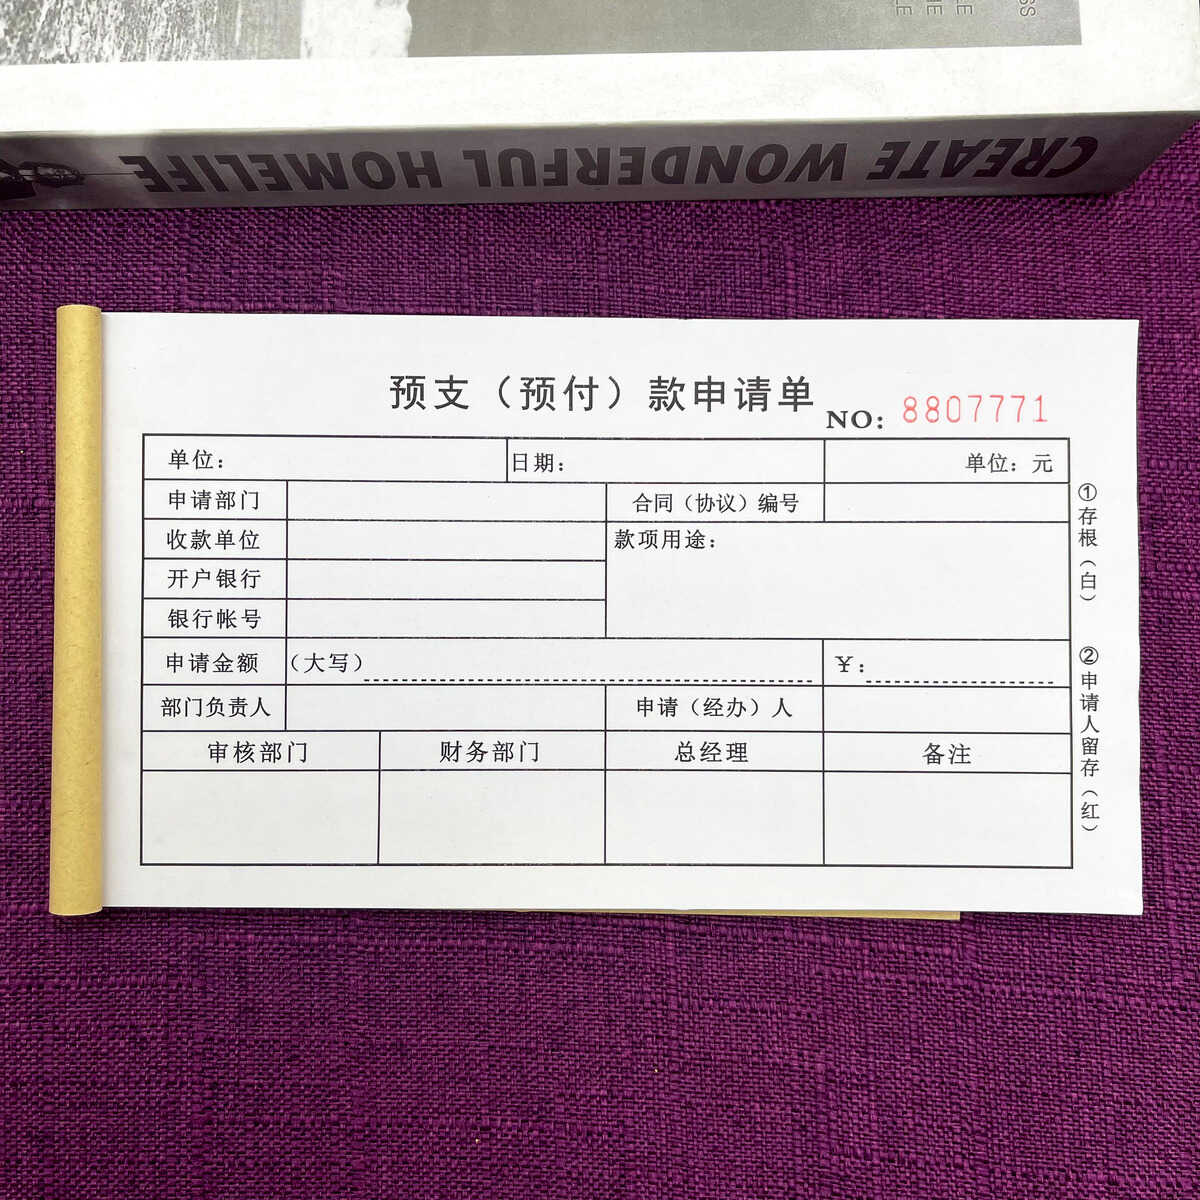 CREATE WONDERFUL HOMELIFE
预支（预付）款申请单
NO: 8807771
单位： 日期： 单位：元
申请部门 合同（协议）编号
收款单位 款项用途：
开户银行
银行帐号
申请金额 （大写） ¥：
部门负责人 申请（经办）人
审核部门 财务部门 总经理 备注
①存根（白）
②申请人留存（红）